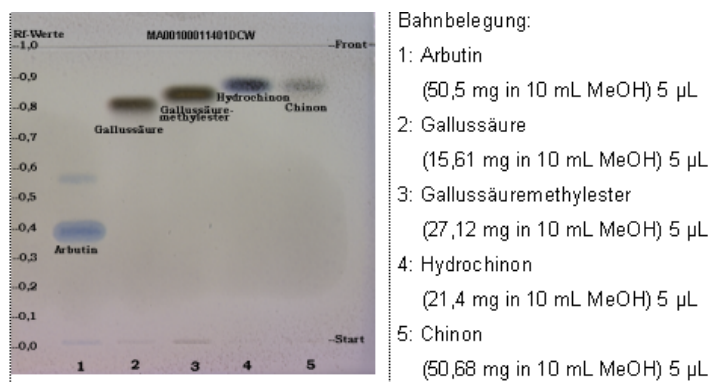 Rf-Werte
MA00100011401DCW
1,0
Front
0,9
0,8
0,7
0,6
0,5
0,4
0,3
0,2
0,1
0,0
Gallussäure
Gallussäure-
methylester
Hydrochinon
Chinon
Arbutin
Start
1 2 3 4 5
Bahnbelegung:
1: Arbutin
(50,5 mg in 10 mL MeOH) 5 µL
2: Gallussäure
(15,61 mg in 10 mL MeOH) 5 µL
3: Gallussäuremethylester
(27,12 mg in 10 mL MeOH) 5 µL
4: Hydrochinon
(21,4 mg in 10 mL MeOH) 5 µL
5: Chinon
(50,68 mg in 10 mL MeOH) 5 µL